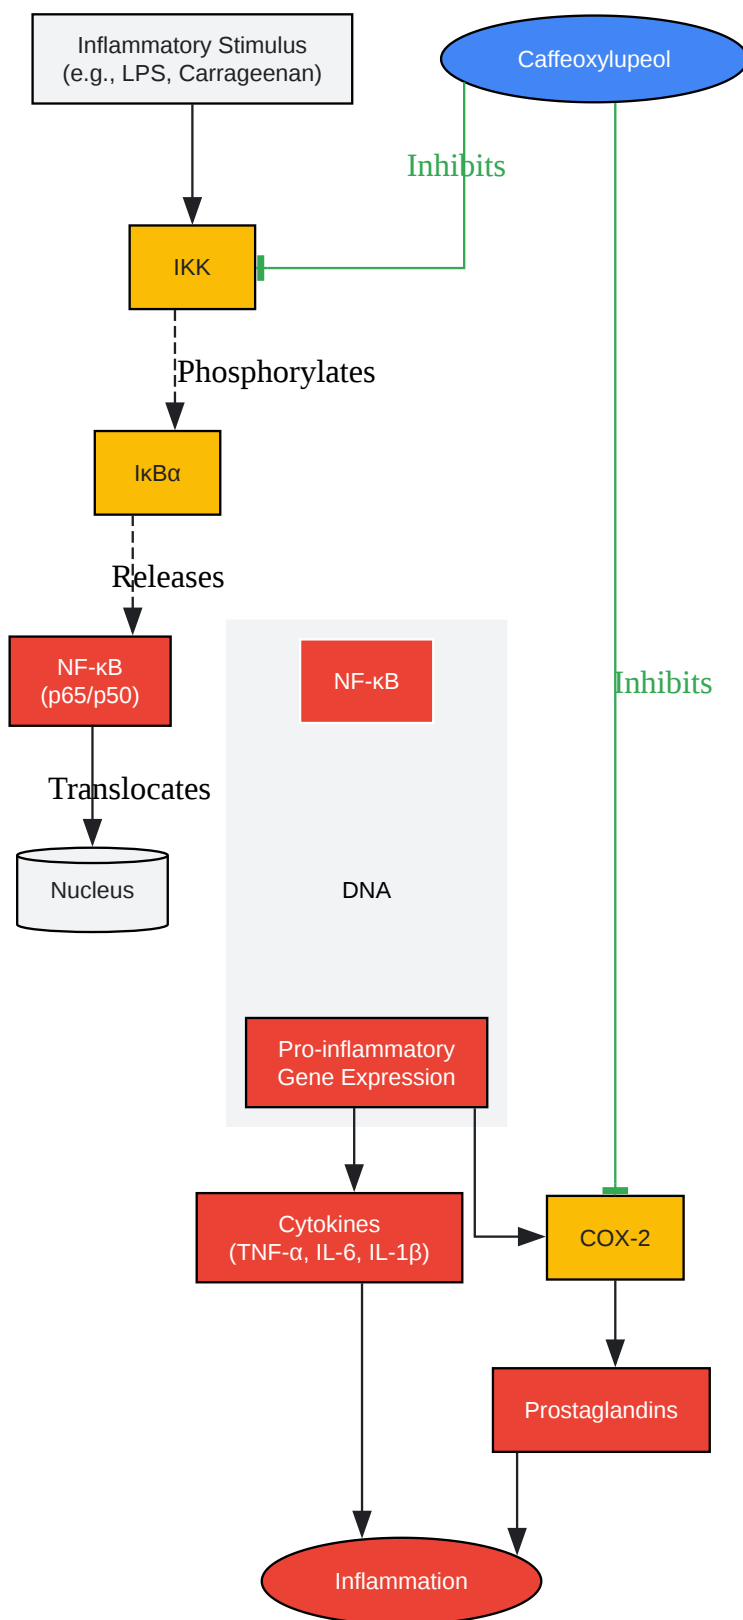 Inflammatory Stimulus
(e.g., LPS, Carrageenan)
Caffeoxylupeol
Inhibits
IKK
Phosphorylates
IκBα
Releases
NF-κB
(p65/p50)
NF-κB
Inhibits
Translocates
Nucleus
DNA
Pro-inflammatory
Gene Expression
Cytokines
(TNF-α, IL-6, IL-1β)
COX-2
Prostaglandins
Inflammation